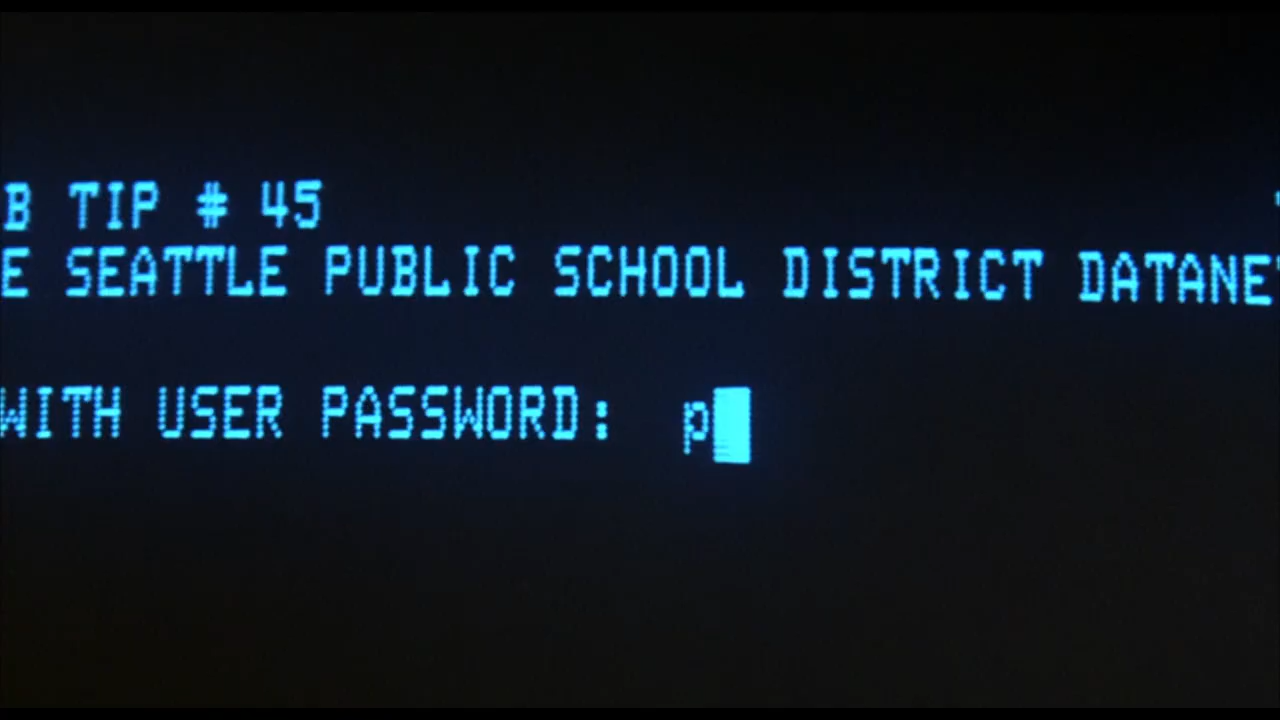 B TIP # 45
E SEATTLE PUBLIC SCHOOL DISTRICT DATANE
WITH USER PASSWORD: p